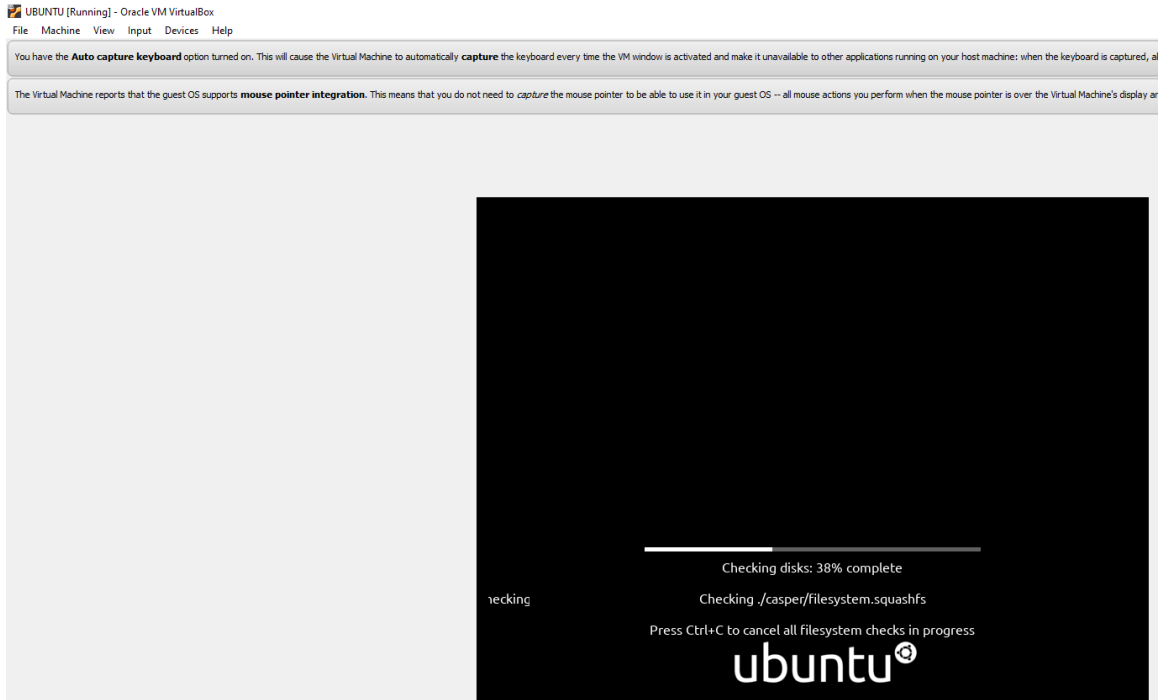 UBUNTU [Running] - Oracle VM VirtualBox
File Machine View Input Devices Help
You have the Auto capture keyboard option turned on. This will cause the Virtual Machine to automatically capture the keyboard every time the VM window is activated and make it unavailable to other applications running on your host machine: when the keyboard is captured, al
The Virtual Machine reports that the guest OS supports mouse pointer integration. This means that you do not need to capture the mouse pointer to be able to use it in your guest OS -- all mouse actions you perform when the mouse pointer is over the Virtual Machine's display ar
Checking disks: 38% complete
hecking Checking ./casper/filesystem.squashfs
Press Ctrl+C to cancel all filesystem checks in progress
ubuntu